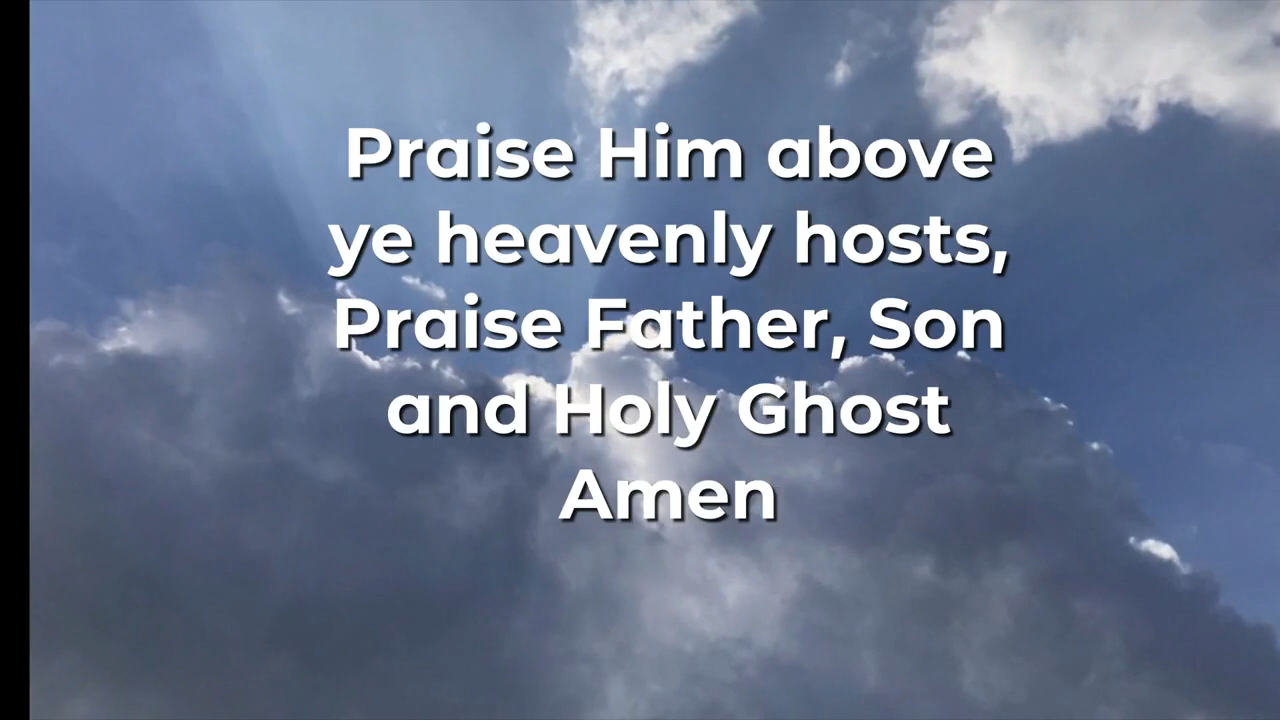 Praise Him above
ye heavenly hosts,
Praise Father, Son
and Holy Ghost
Amen